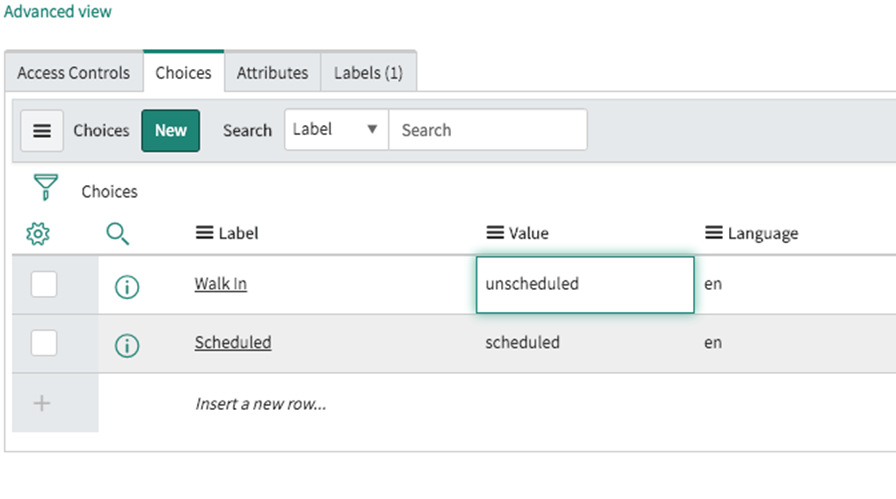 Advanced view
Access Controls Choices Attributes Labels (1)
Choices New Search Label Search
Choices
Label Value Language
Walk In unscheduled en
Scheduled scheduled en
Insert a new row...